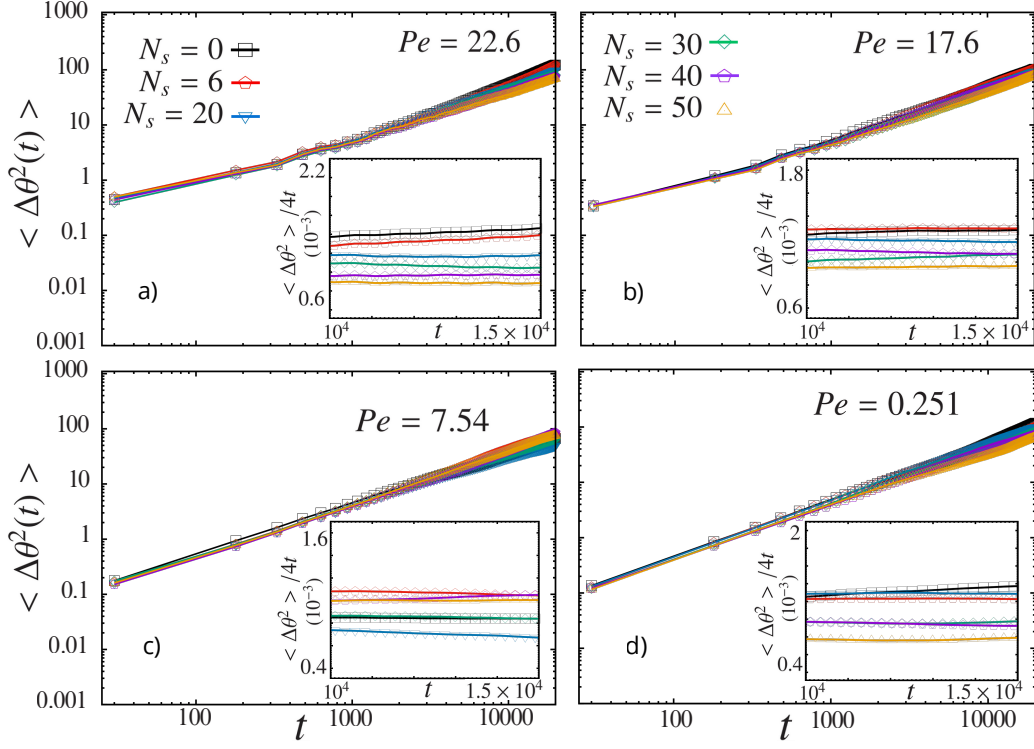 1000
100
10
1
0.1
0.01
0.001
< Δθ²(t) >
N_s = 0
N_s = 6
N_s = 20
Pe = 22.6
a)
2.2
0.6
< Δθ² > /4t
(10⁻³)
10⁴
t
1.5 × 10⁴
N_s = 30
N_s = 40
N_s = 50
Pe = 17.6
b)
1.8
0.6
< Δθ² > /4t
(10⁻³)
10⁴
t
1.5 × 10⁴
1000
100
10
1
0.1
0.01
0.001
< Δθ²(t) >
Pe = 7.54
c)
1.6
0.4
< Δθ² > /4t
(10⁻³)
10⁴
t
1.5 × 10⁴
100
1000
10000
t
Pe = 0.251
d)
2
0.4
< Δθ² > /4t
(10⁻³)
10⁴
t
1.5 × 10⁴
100
1000
10000
t